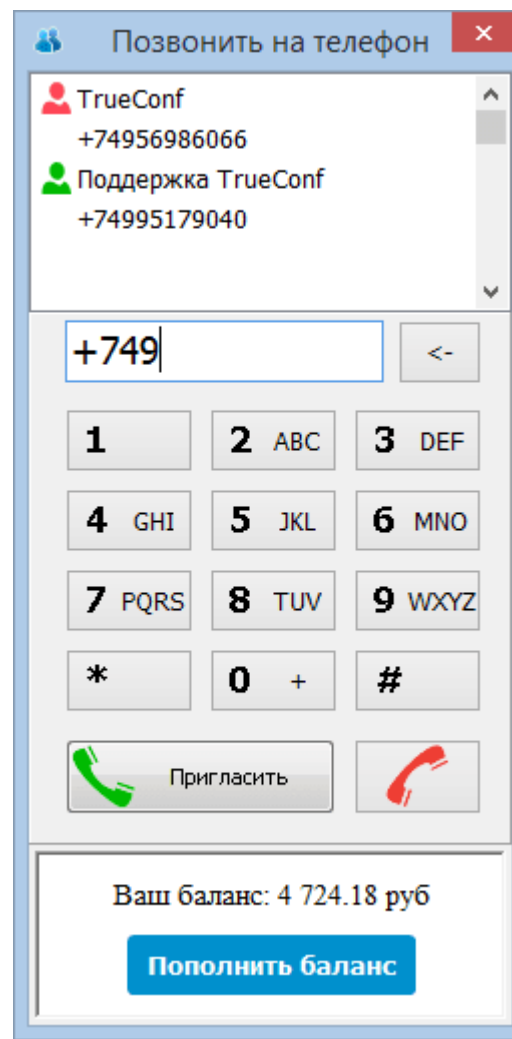 Позвонить на телефон
TrueConf
+74956986066
Поддержка TrueConf
+74995179040
+749 <-
1 2 ABC 3 DEF
4 GHI 5 JKL 6 MNO
7 PQRS 8 TUV 9 WXYZ
* 0 + #
Пригласить
Ваш баланс: 4 724.18 руб
Пополнить баланс